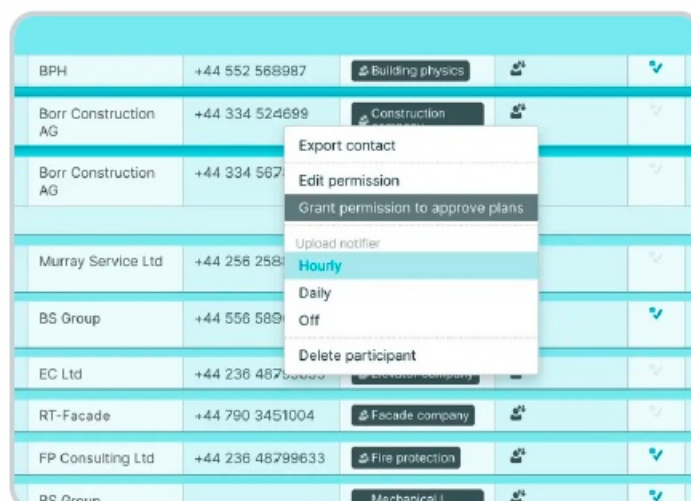 BPH +44 552 568987 Building physics
Borr Construction +44 334 524699 Construction
AG
Export contact
Borr Construction +44 334 567
AG
Edit permission
Grant permission to approve plans
Upload notifier
Murray Service Ltd +44 256 258
Hourly
Daily
BS Group +44 556 589
Off
Delete participant
EC Ltd +44 236 48799633
RT-Facade +44 790 3451004 Facade company
FP Consulting Ltd +44 236 48799633 Fire protection
BS Group Mechanical